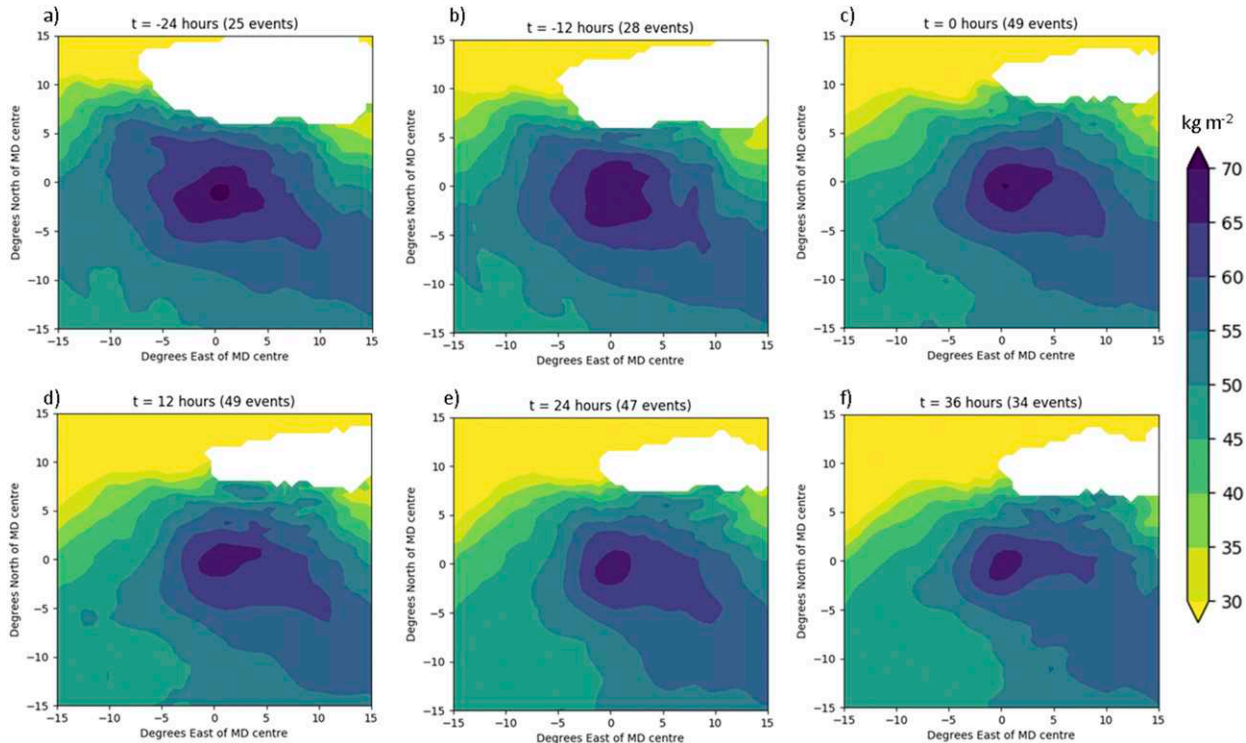 a) t = -24 hours (25 events)
b) t = -12 hours (28 events)
c) t = 0 hours (49 events)
15
10
5
0
−5
−10
−15
Degrees North of MD centre
−15 −10 −5 0 5 10 15
Degrees East of MD centre
15
10
5
0
−5
−10
−15
Degrees North of MD centre
−15 −10 −5 0 5 10 15
Degrees East of MD centre
15
10
5
0
−5
−10
−15
Degrees North of MD centre
−15 −10 −5 0 5 10 15
Degrees East of MD centre
kg m⁻²
70
65
60
55
50
45
40
35
30
d) t = 12 hours (49 events)
e) t = 24 hours (47 events)
f) t = 36 hours (34 events)
15
10
5
0
−5
−10
−15
Degrees North of MD centre
−15 −10 −5 0 5 10 15
Degrees East of MD centre
15
10
5
0
−5
−10
−15
Degrees North of MD centre
−15 −10 −5 0 5 10 15
Degrees East of MD centre
15
10
5
0
−5
−10
−15
Degrees North of MD centre
−15 −10 −5 0 5 10 15
Degrees East of MD centre